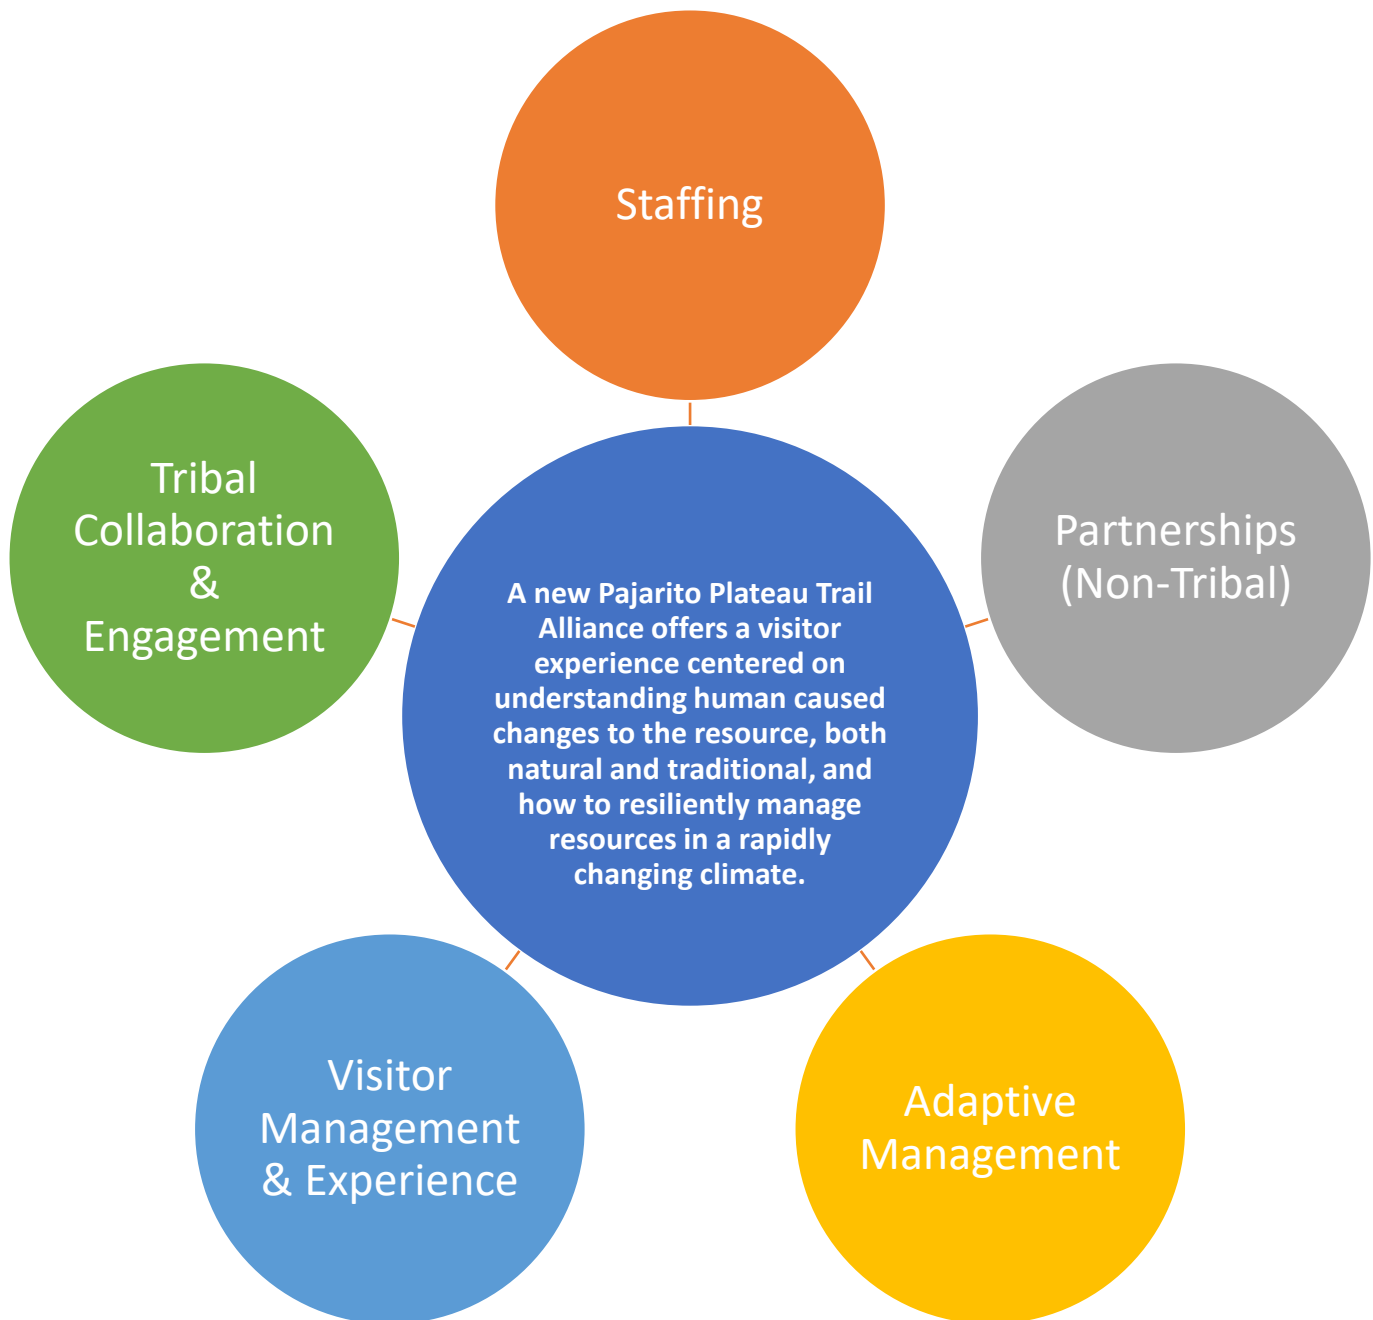 Staffing
Partnerships
(Non-Tribal)
Adaptive
Management
Visitor
Management
& Experience
Tribal
Collaboration
&
Engagement
A new Pajarito Plateau Trail
Alliance offers a visitor
experience centered on
understanding human caused
changes to the resource, both
natural and traditional, and
how to resiliently manage
resources in a rapidly
changing climate.